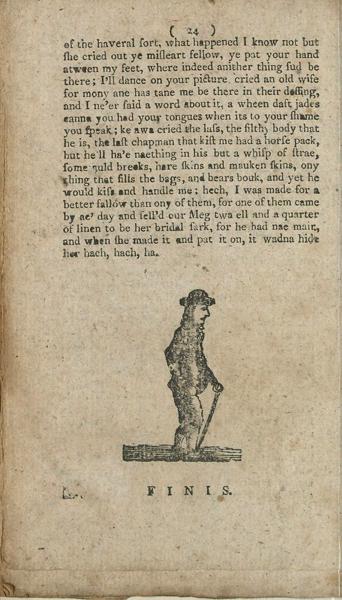 ( 24 )
of the haveral sort, what happened I know not but
she cried out ye misleart fellow, ye pat your hand
atween my feet, where indeed anither thing sud be
there; I'll dance on your picture cried an old wife
for mony ane has tane me be there in their daffing,
and I ne'er said a word about it, a wheen daft jades
canna you had your tongues when its to your shame
you speak; ke awa cried the lass, the filthy body that
he is, the last chapman that kist me had a horse pack,
but he'll ha'e naething in his but a whisp of strae,
some auld breeks, hare skins and mauken skins, ony
thing that fills the bags, and bears bouk, and yet he
would kiss and handle me; hech, I was made for a
better fallow than ony of them, for one of them came
by ae' day and sell'd our Meg twa ell and a quarter
of linen to be her bridal sark, for he had nae mair,
and when she made it and pat it on, it wadna hide
her hach, hach, ha.
FINIS.